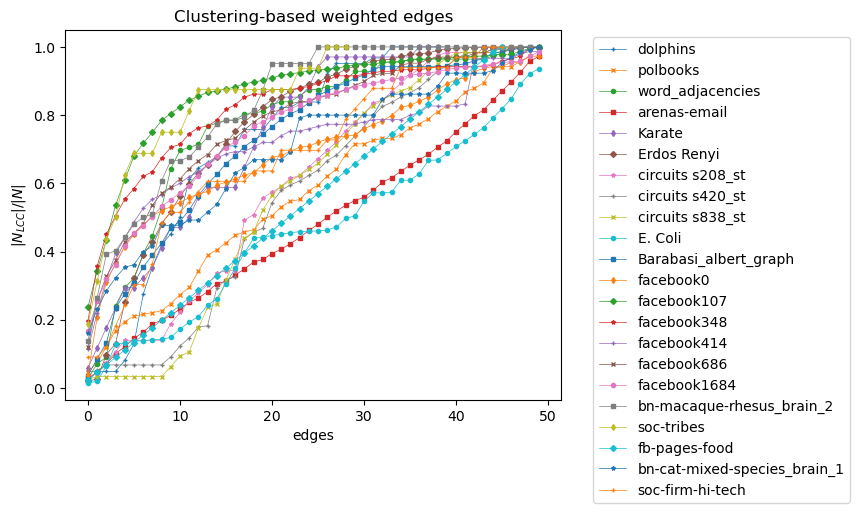 Clustering-based weighted edges
1.0
0.8
0.6
0.4
0.2
0.0
|N_LCC|/|N|
0 10 20 30 40 50
edges
dolphins
polbooks
word_adjacencies
arenas-email
Karate
Erdos Renyi
circuits s208_st
circuits s420_st
circuits s838_st
E. Coli
Barabasi_albert_graph
facebook0
facebook107
facebook348
facebook414
facebook686
facebook1684
bn-macaque-rhesus_brain_2
soc-tribes
fb-pages-food
bn-cat-mixed-species_brain_1
soc-firm-hi-tech